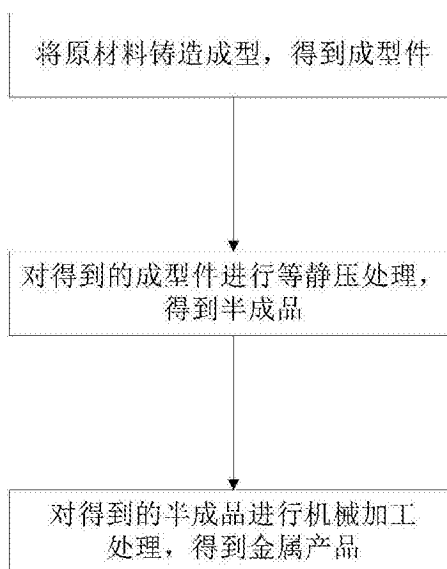 将原材料铸造成型，得到成型件
对得到的成型件进行等静压处理，
得到半成品
对得到的半成品进行机械加工
处理，得到金属产品